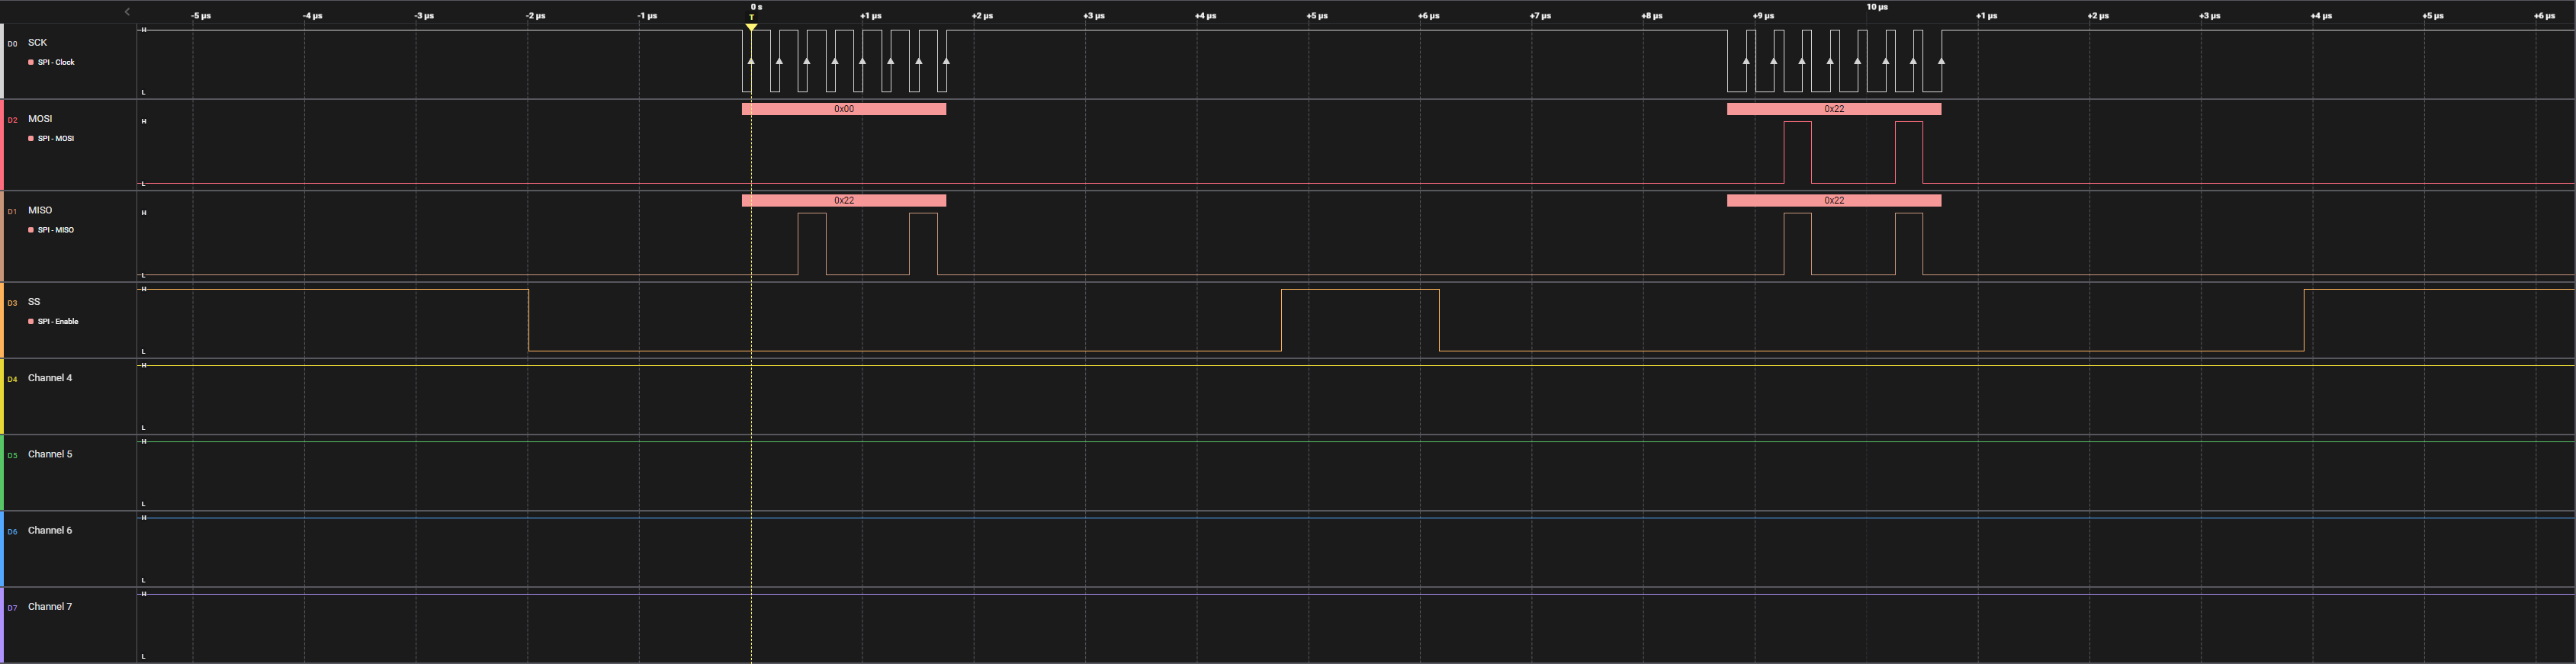 0 s 10 µs
-5 µs -4 µs -3 µs -2 µs -1 µs T +1 µs +2 µs +3 µs +4 µs +5 µs +6 µs +7 µs +8 µs +9 µs +1 µs +2 µs +3 µs +4 µs +5 µs +6 µs
H
D0 SCK
SPI - Clock
L
0x00 0x22
D2 MOSI H
SPI - MOSI
L
0x22 0x22
D1 MISO H
SPI - MISO
L
H
D3 SS
SPI - Enable
L
H
D4 Channel 4
L
H
D5 Channel 5
L
H
D6 Channel 6
L
H
D7 Channel 7
L